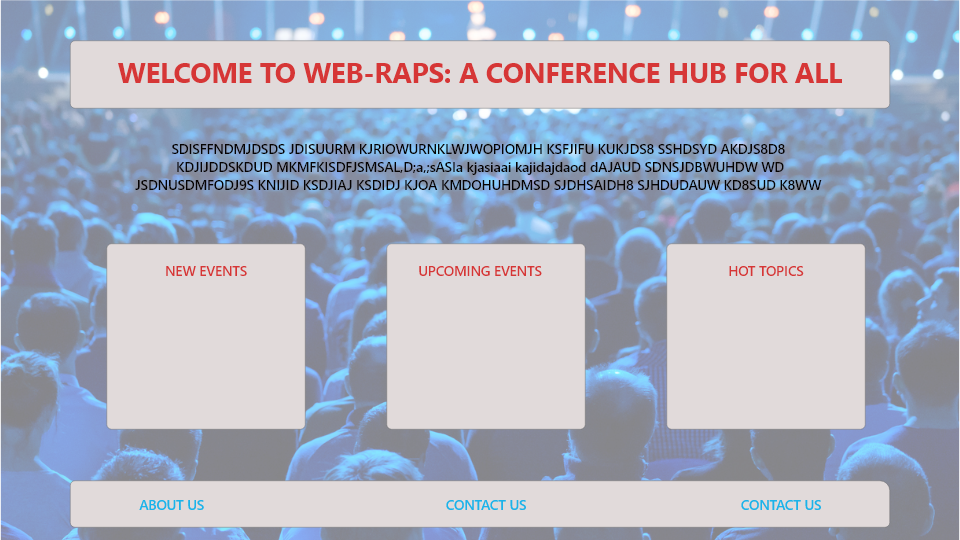 WELCOME TO WEB-RAPS: A CONFERENCE HUB FOR ALL
SDISFFNDMJDSDS JDISUURM KJRIOWURNKLWJWOPIOMJH KSFJIFU KUKJDS8 SSHDSYD AKDJS8D8
KDJIJDDSKDUD MKMFKISDFJSMSAL,D;a,;sASla kjasiaai kajidajdaod dAJAUD SDNSJDBWUHDW WD
JSDNUSDMFODJ9S KNIJID KSDJIAJ KSDIDJ KJOA KMDOHUHDMSD SJDHSAIDH8 SJHDUDAUW KD8SUD K8WW
NEW EVENTS
UPCOMING EVENTS
HOT TOPICS
ABOUT US
CONTACT US
CONTACT US